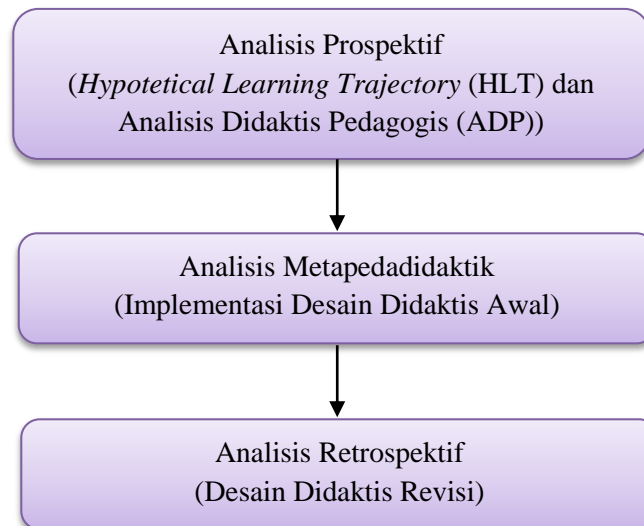 Analisis Prospektif
(Hypotetical Learning Trajectory (HLT) dan
Analisis Didaktis Pedagogis (ADP))
Analisis Metapedadidaktik
(Implementasi Desain Didaktis Awal)
Analisis Retrospektif
(Desain Didaktis Revisi)